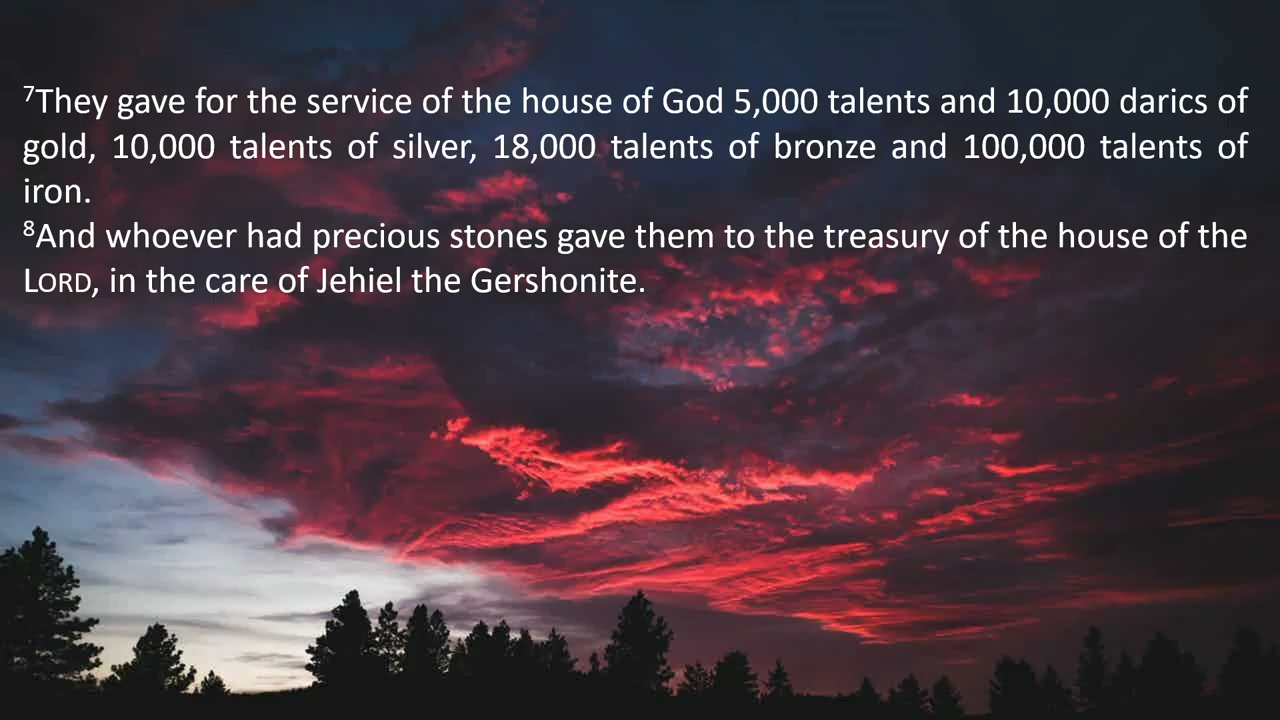 ⁷They gave for the service of the house of God 5,000 talents and 10,000 darics of
gold, 10,000 talents of silver, 18,000 talents of bronze and 100,000 talents of
iron.
⁸And whoever had precious stones gave them to the treasury of the house of the
LORD, in the care of Jehiel the Gershonite.